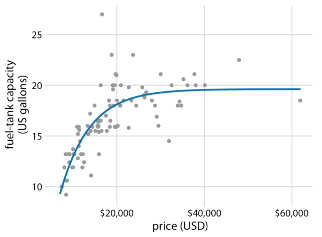 fuel-tank capacity
(US gallons)
25
20
15
10
$20,000
$40,000
$60,000
price (USD)